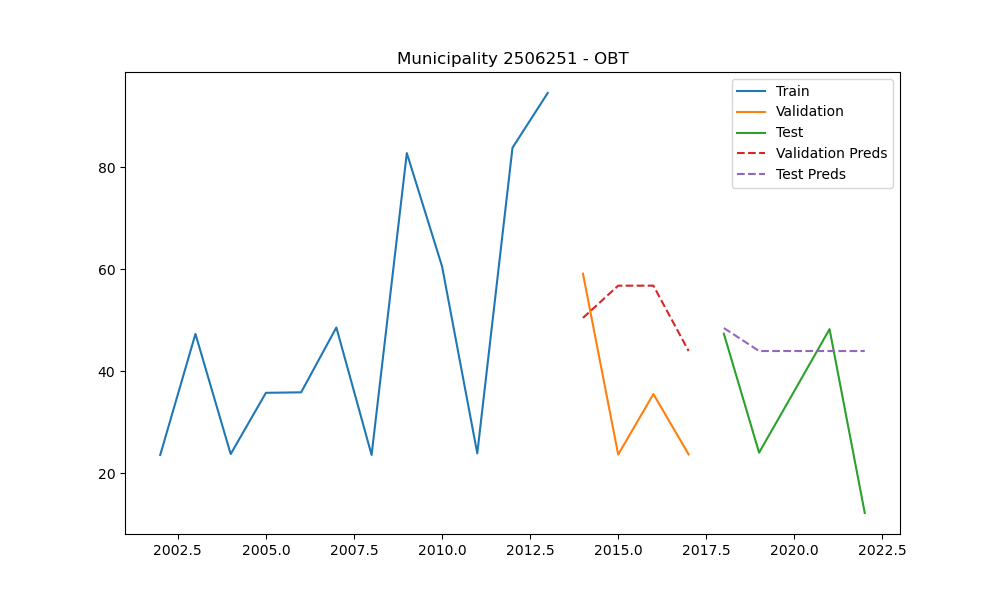 Municipality 2506251 - OBT
Train
Validation
Test
Validation Preds
Test Preds
80
60
40
20
2002.5 2005.0 2007.5 2010.0 2012.5 2015.0 2017.5 2020.0 2022.5